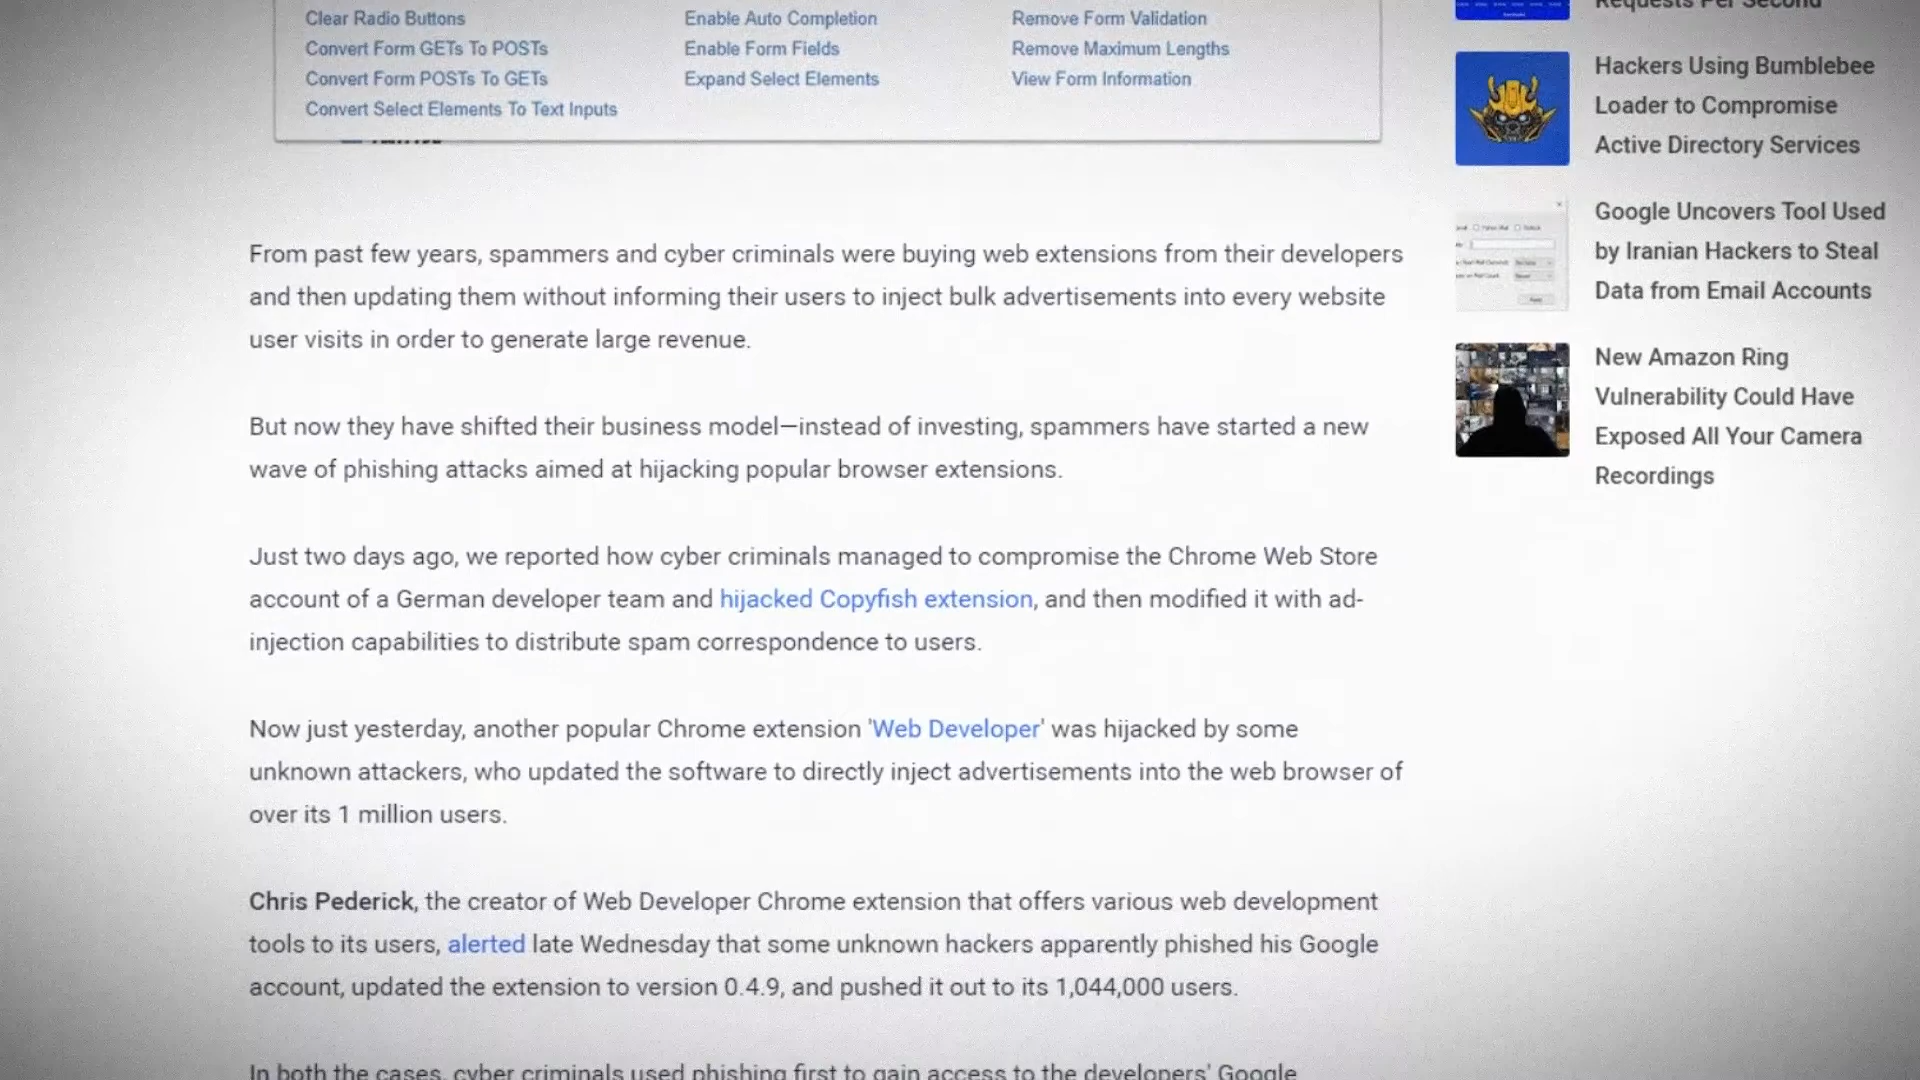 Clear Radio Buttons
Enable Auto Completion
Remove Form Validation
Convert Form GETs To POSTs
Enable Form Fields
Remove Maximum Lengths
Convert Form POSTs To GETs
Expand Select Elements
View Form Information
Convert Select Elements To Text Inputs
From past few years, spammers and cyber criminals were buying web extensions from their developers
and then updating them without informing their users to inject bulk advertisements into every website
user visits in order to generate large revenue.
But now they have shifted their business model—instead of investing, spammers have started a new
wave of phishing attacks aimed at hijacking popular browser extensions.
Just two days ago, we reported how cyber criminals managed to compromise the Chrome Web Store
account of a German developer team and hijacked Copyfish extension, and then modified it with ad-
injection capabilities to distribute spam correspondence to users.
Now just yesterday, another popular Chrome extension 'Web Developer' was hijacked by some
unknown attackers, who updated the software to directly inject advertisements into the web browser of
over its 1 million users.
Chris Pederick, the creator of Web Developer Chrome extension that offers various web development
tools to its users, alerted late Wednesday that some unknown hackers apparently phished his Google
account, updated the extension to version 0.4.9, and pushed it out to its 1,044,000 users.
In both the cases, cyber criminals used phishing first to gain access to the developers' Google
Requests Per Second
Hackers Using Bumblebee
Loader to Compromise
Active Directory Services
Google Uncovers Tool Used
by Iranian Hackers to Steal
Data from Email Accounts
New Amazon Ring
Vulnerability Could Have
Exposed All Your Camera
Recordings